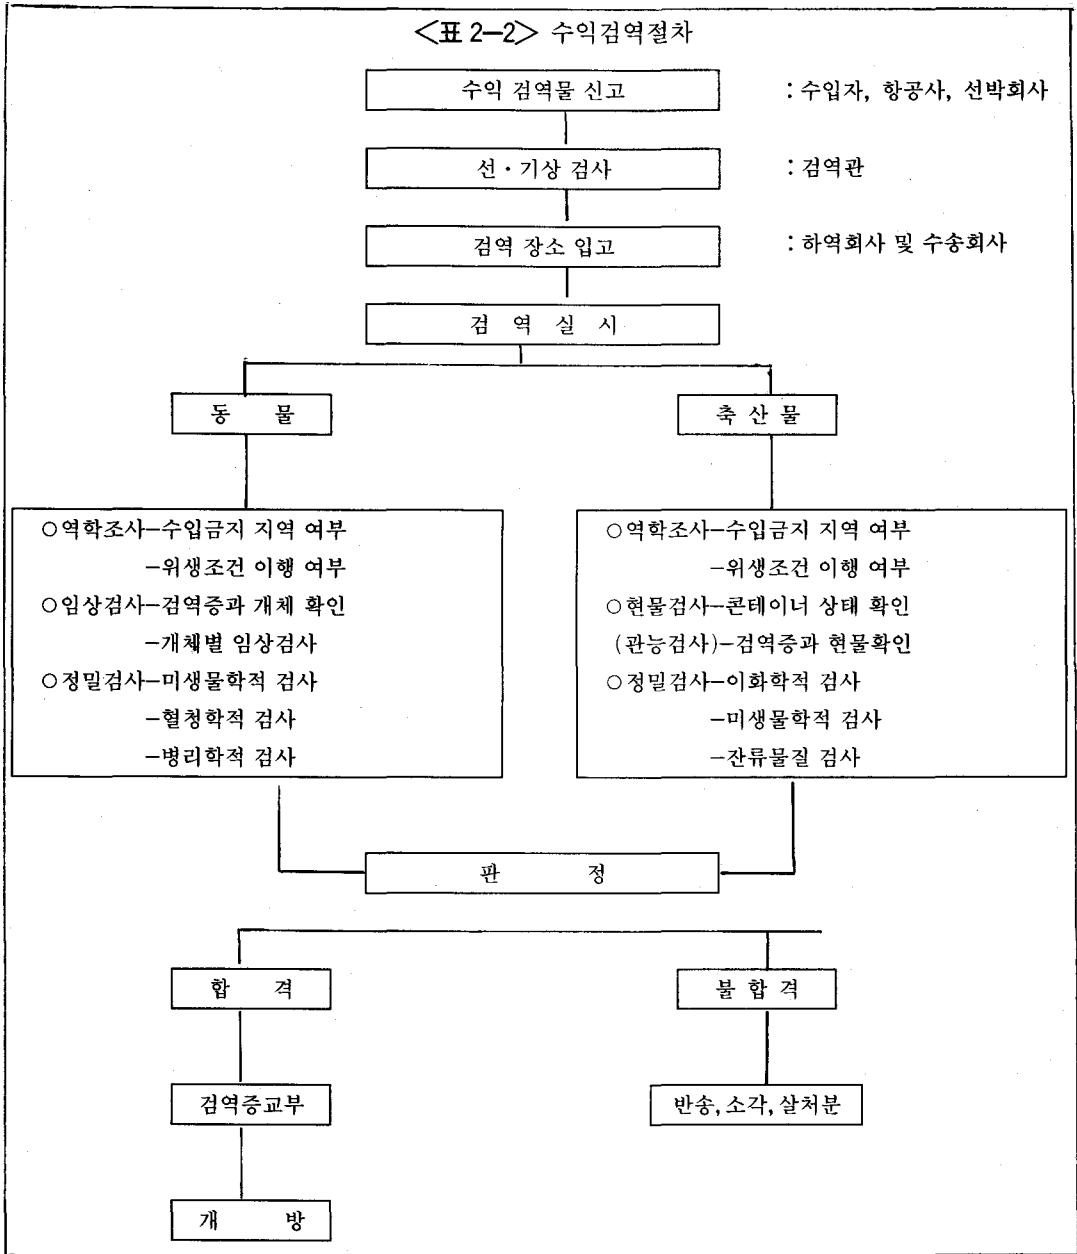 <표 2-2> 수익검역절차
수익 검역물 신고 : 수입자, 항공사, 선박회사
선·기상 검사 : 검역관
검역 장소 입고 : 하역회사 및 수송회사
검 역 실 시
동 물
축 산 물
○역학조사-수입금지 지역 여부
-위생조건 이행 여부
○임상검사-검역증과 개체 확인
-개체별 임상검사
○정밀검사-미생물학적 검사
-혈청학적 검사
-병리학적 검사
○역학조사-수입금지 지역 여부
-위생조건 이행 여부
○현물검사-콘테이너 상태 확인
(관능검사)-검역증과 현물확인
○정밀검사-이화학적 검사
-미생물학적 검사
-잔류물질 검사
판 정
합 격
불 합 격
검역증교부
반송, 소각, 살처분
개 방